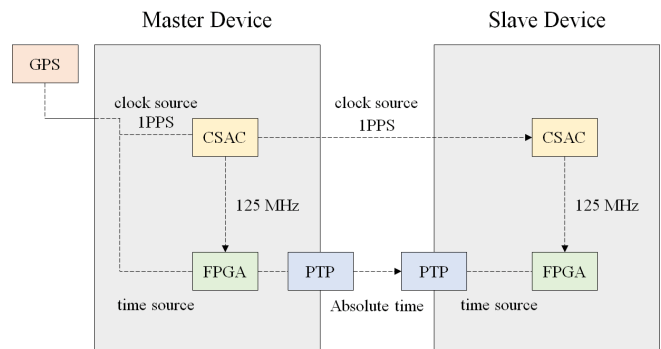 Master Device
Slave Device
GPS
clock source
1PPS
clock source
1PPS
CSAC
CSAC
125 MHz
125 MHz
FPGA
PTP
PTP
FPGA
time source
Absolute time
time source